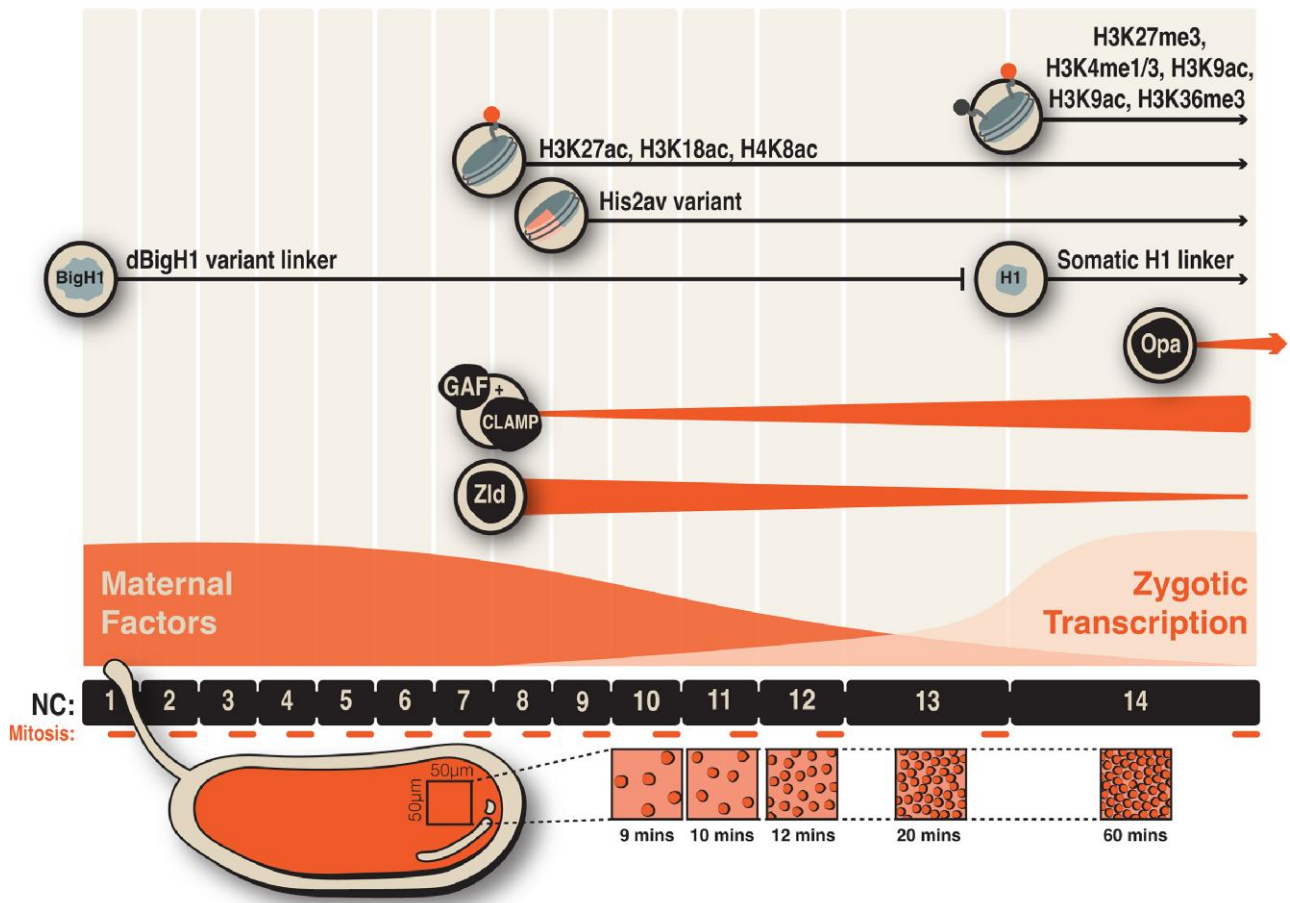 H3K27me3,
H3K4me1/3, H3K9ac,
H3K9ac, H3K36me3
H3K27ac, H3K18ac, H4K8ac
His2av variant
BigH1
dBigH1 variant linker
H1
Somatic H1 linker
Opa
GAF +
CLAMP
Zld
Maternal
Factors
Zygotic
Transcription
NC: 1 2 3 4 5 6 7 8 9 10 11 12 13 14
Mitosis:
50µm
50µm
9 mins 10 mins 12 mins 20 mins 60 mins